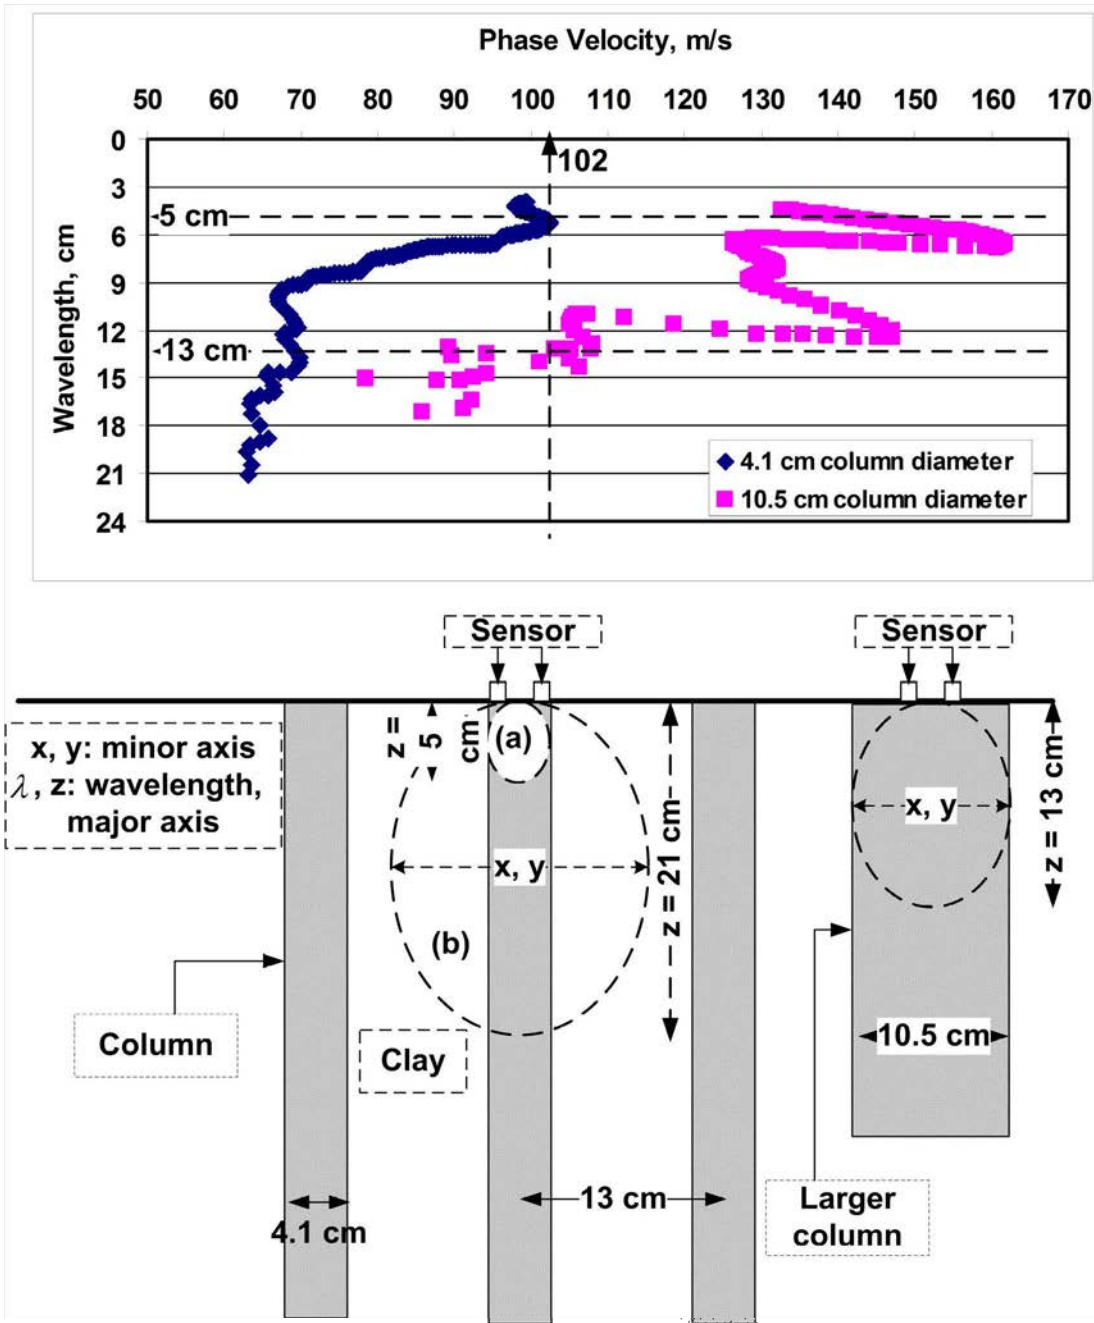 Phase Velocity, m/s
50 60 70 80 90 100 110 120 130 140 150 160 170
Wavelength, cm
0
102
3
5 cm
6
9
12
13 cm
15
18
4.1 cm column diameter
21
10.5 cm column diameter
24
Sensor
Sensor
x, y: minor axis
λ, z: wavelength,
major axis
z =
5
cm
(a)
x, y
z = 21 cm
(b)
x, y
z = 13 cm
Column
Clay
10.5 cm
4.1 cm
13 cm
Larger
column